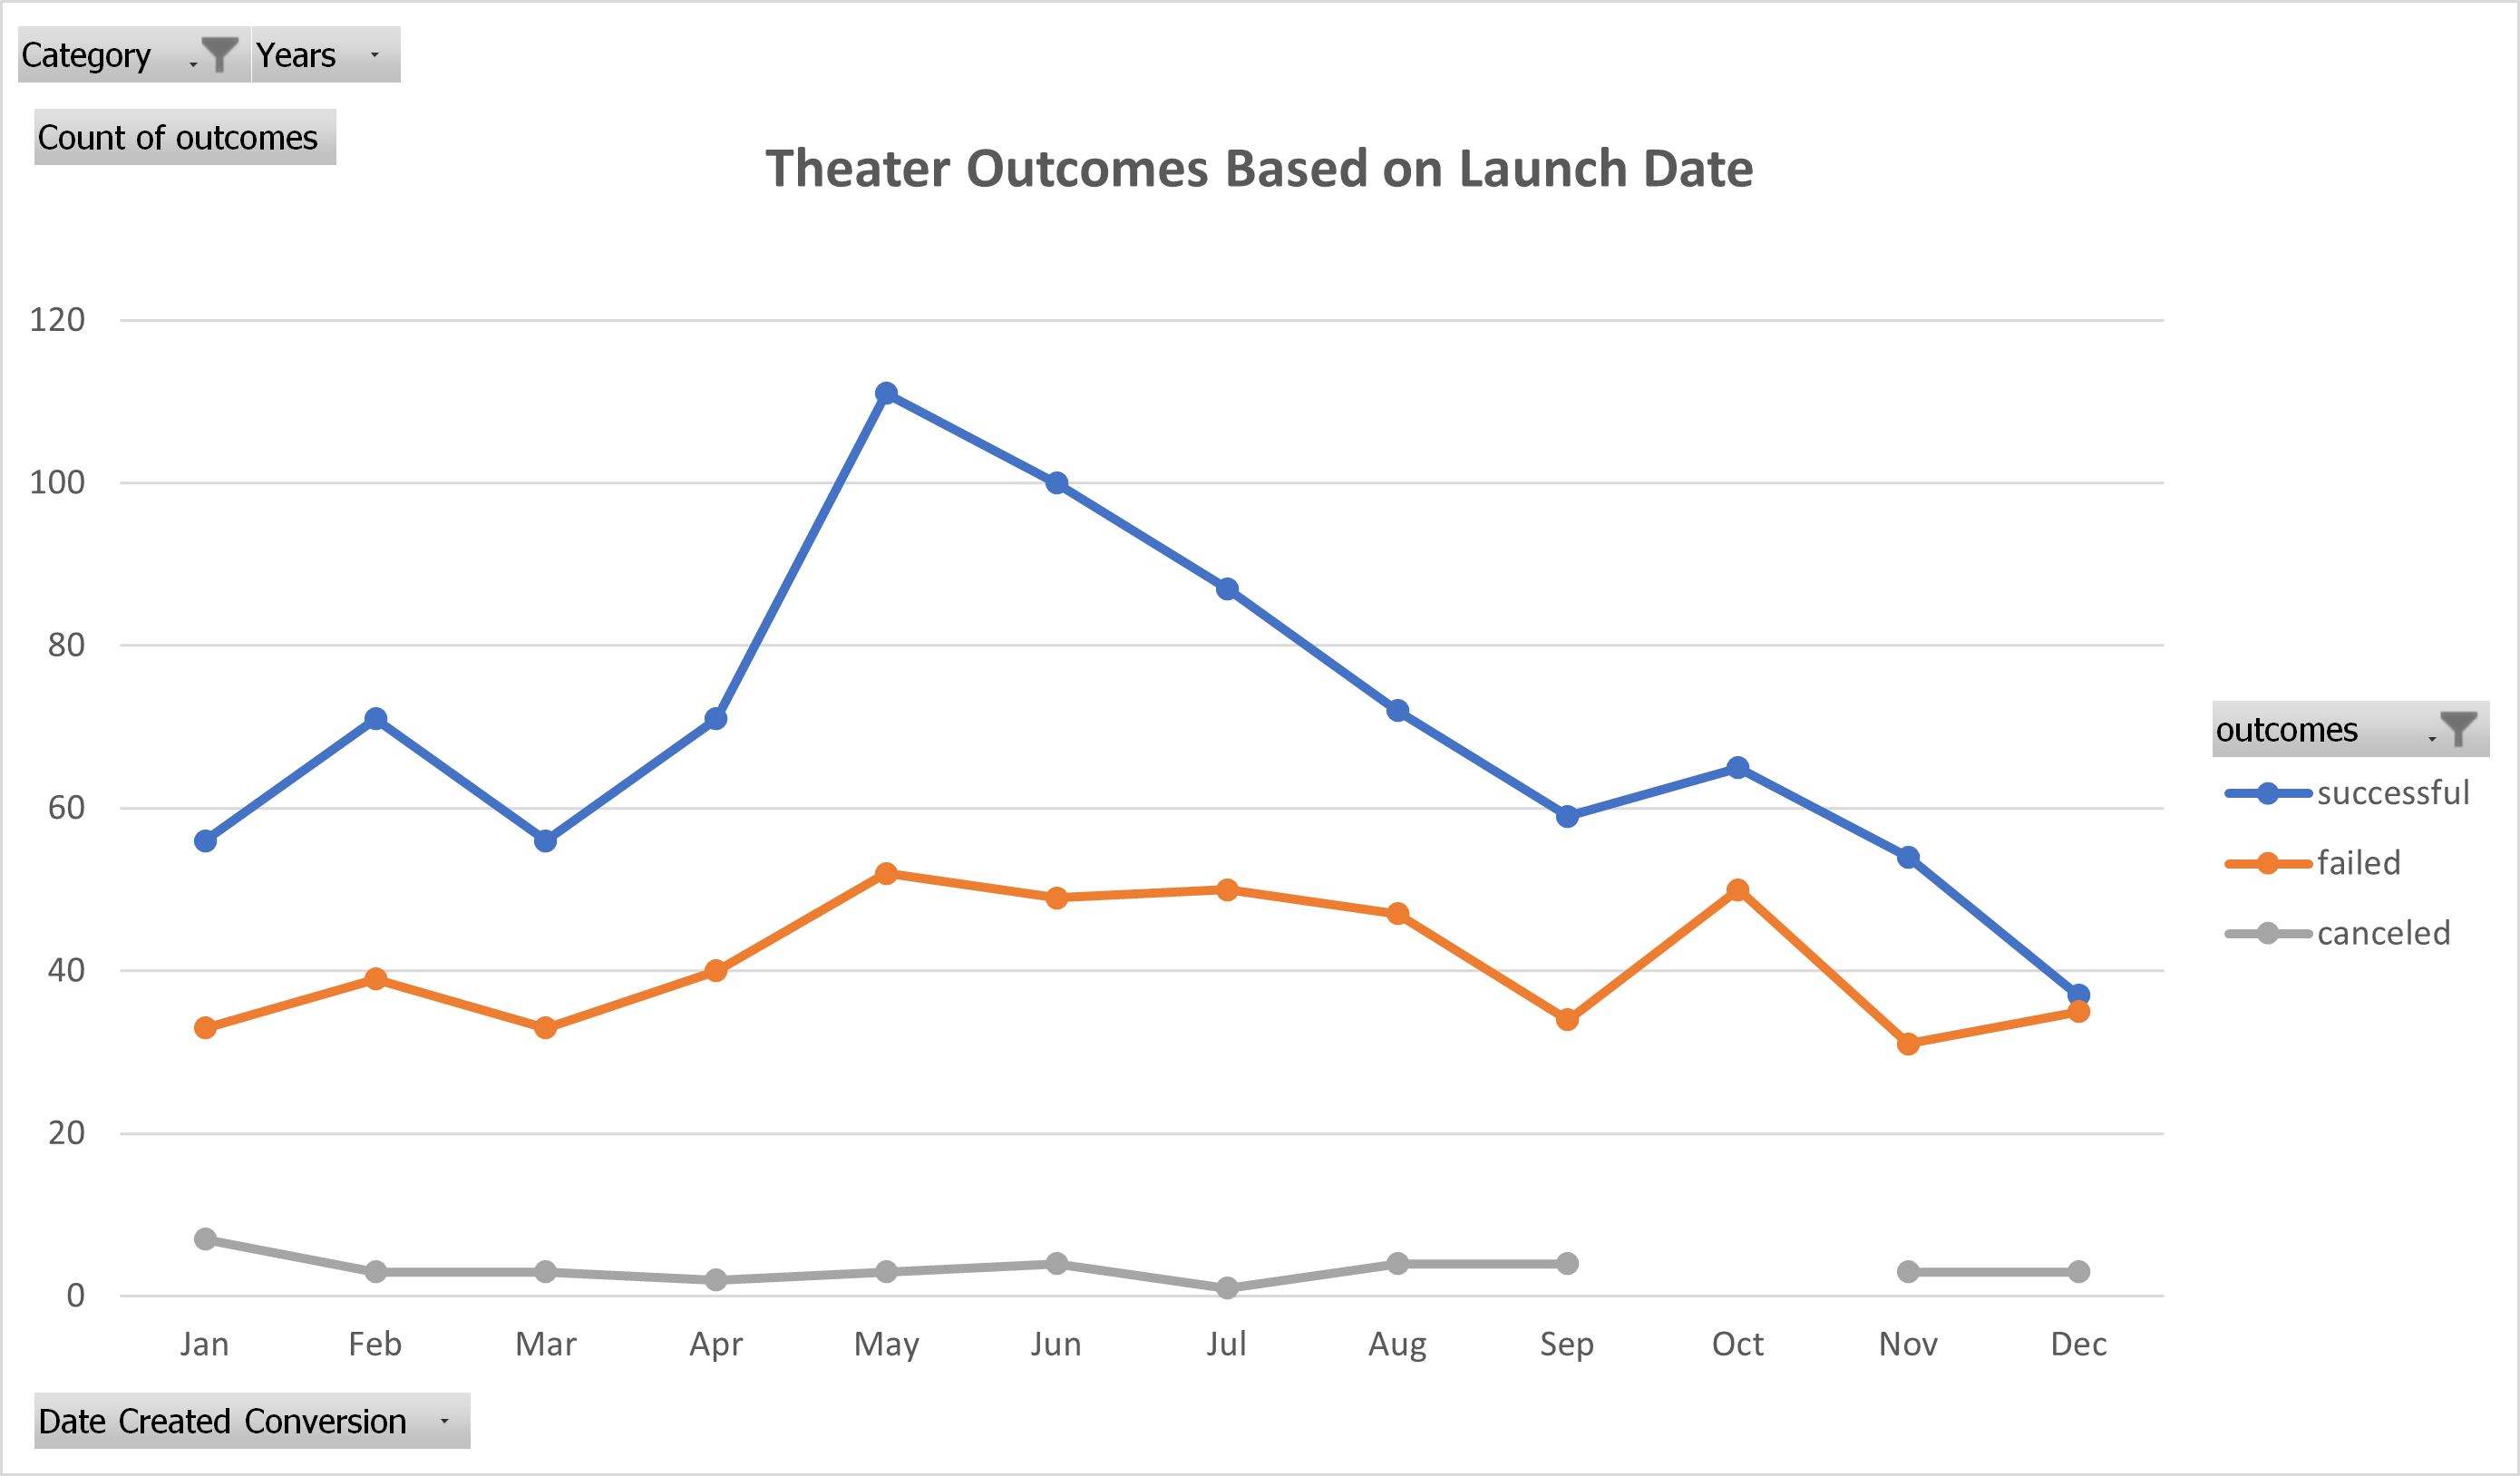 Category Years
Count of outcomes
Theater Outcomes Based on Launch Date
120
100
80
60
40
20
0
Jan Feb Mar Apr May Jun Jul Aug Sep Oct Nov Dec
outcomes
successful
failed
canceled
Date Created Conversion